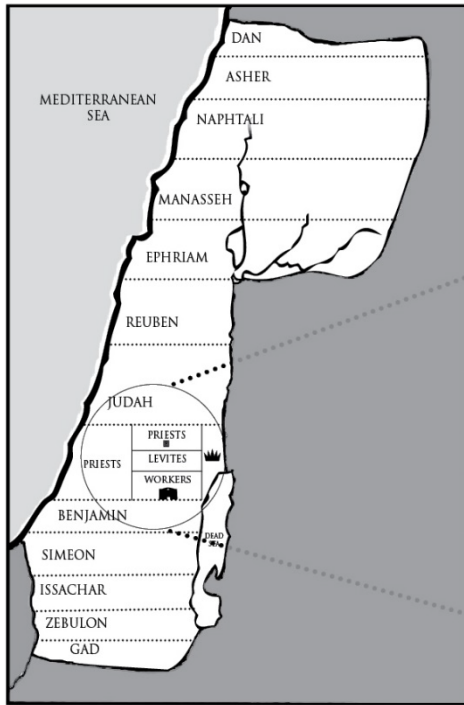 DAN
ASHER
MEDITERRANEAN
SEA
NAPHTALI
MANASSEH
EPHRIAM
REUBEN
JUDAH
PRIESTS
PRIESTS
LEVITES
WORKERS
BENJAMIN
DEAD
SEA
SIMEON
ISSACHAR
ZEBULON
GAD